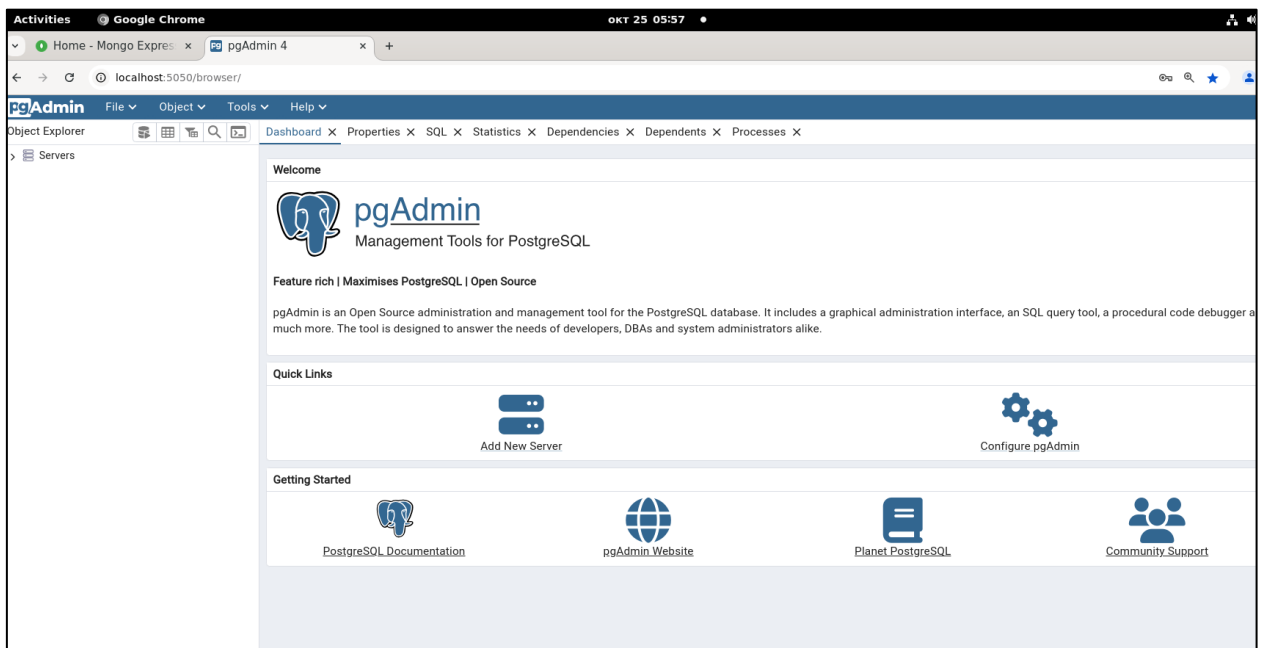 Activities Google Chrome окт 25 05:57
Home - Mongo Expres pgAdmin 4
localhost:5050/browser/
pgAdmin File Object Tools Help
Object Explorer Dashboard Properties SQL Statistics Dependencies Dependents Processes
Servers
Welcome
pgAdmin
Management Tools for PostgreSQL
Feature rich | Maximises PostgreSQL | Open Source
pgAdmin is an Open Source administration and management tool for the PostgreSQL database. It includes a graphical administration interface, an SQL query tool, a procedural code debugger a
much more. The tool is designed to answer the needs of developers, DBAs and system administrators alike.
Quick Links
Add New Server Configure pgAdmin
Getting Started
PostgreSQL Documentation pgAdmin Website Planet PostgreSQL Community Support